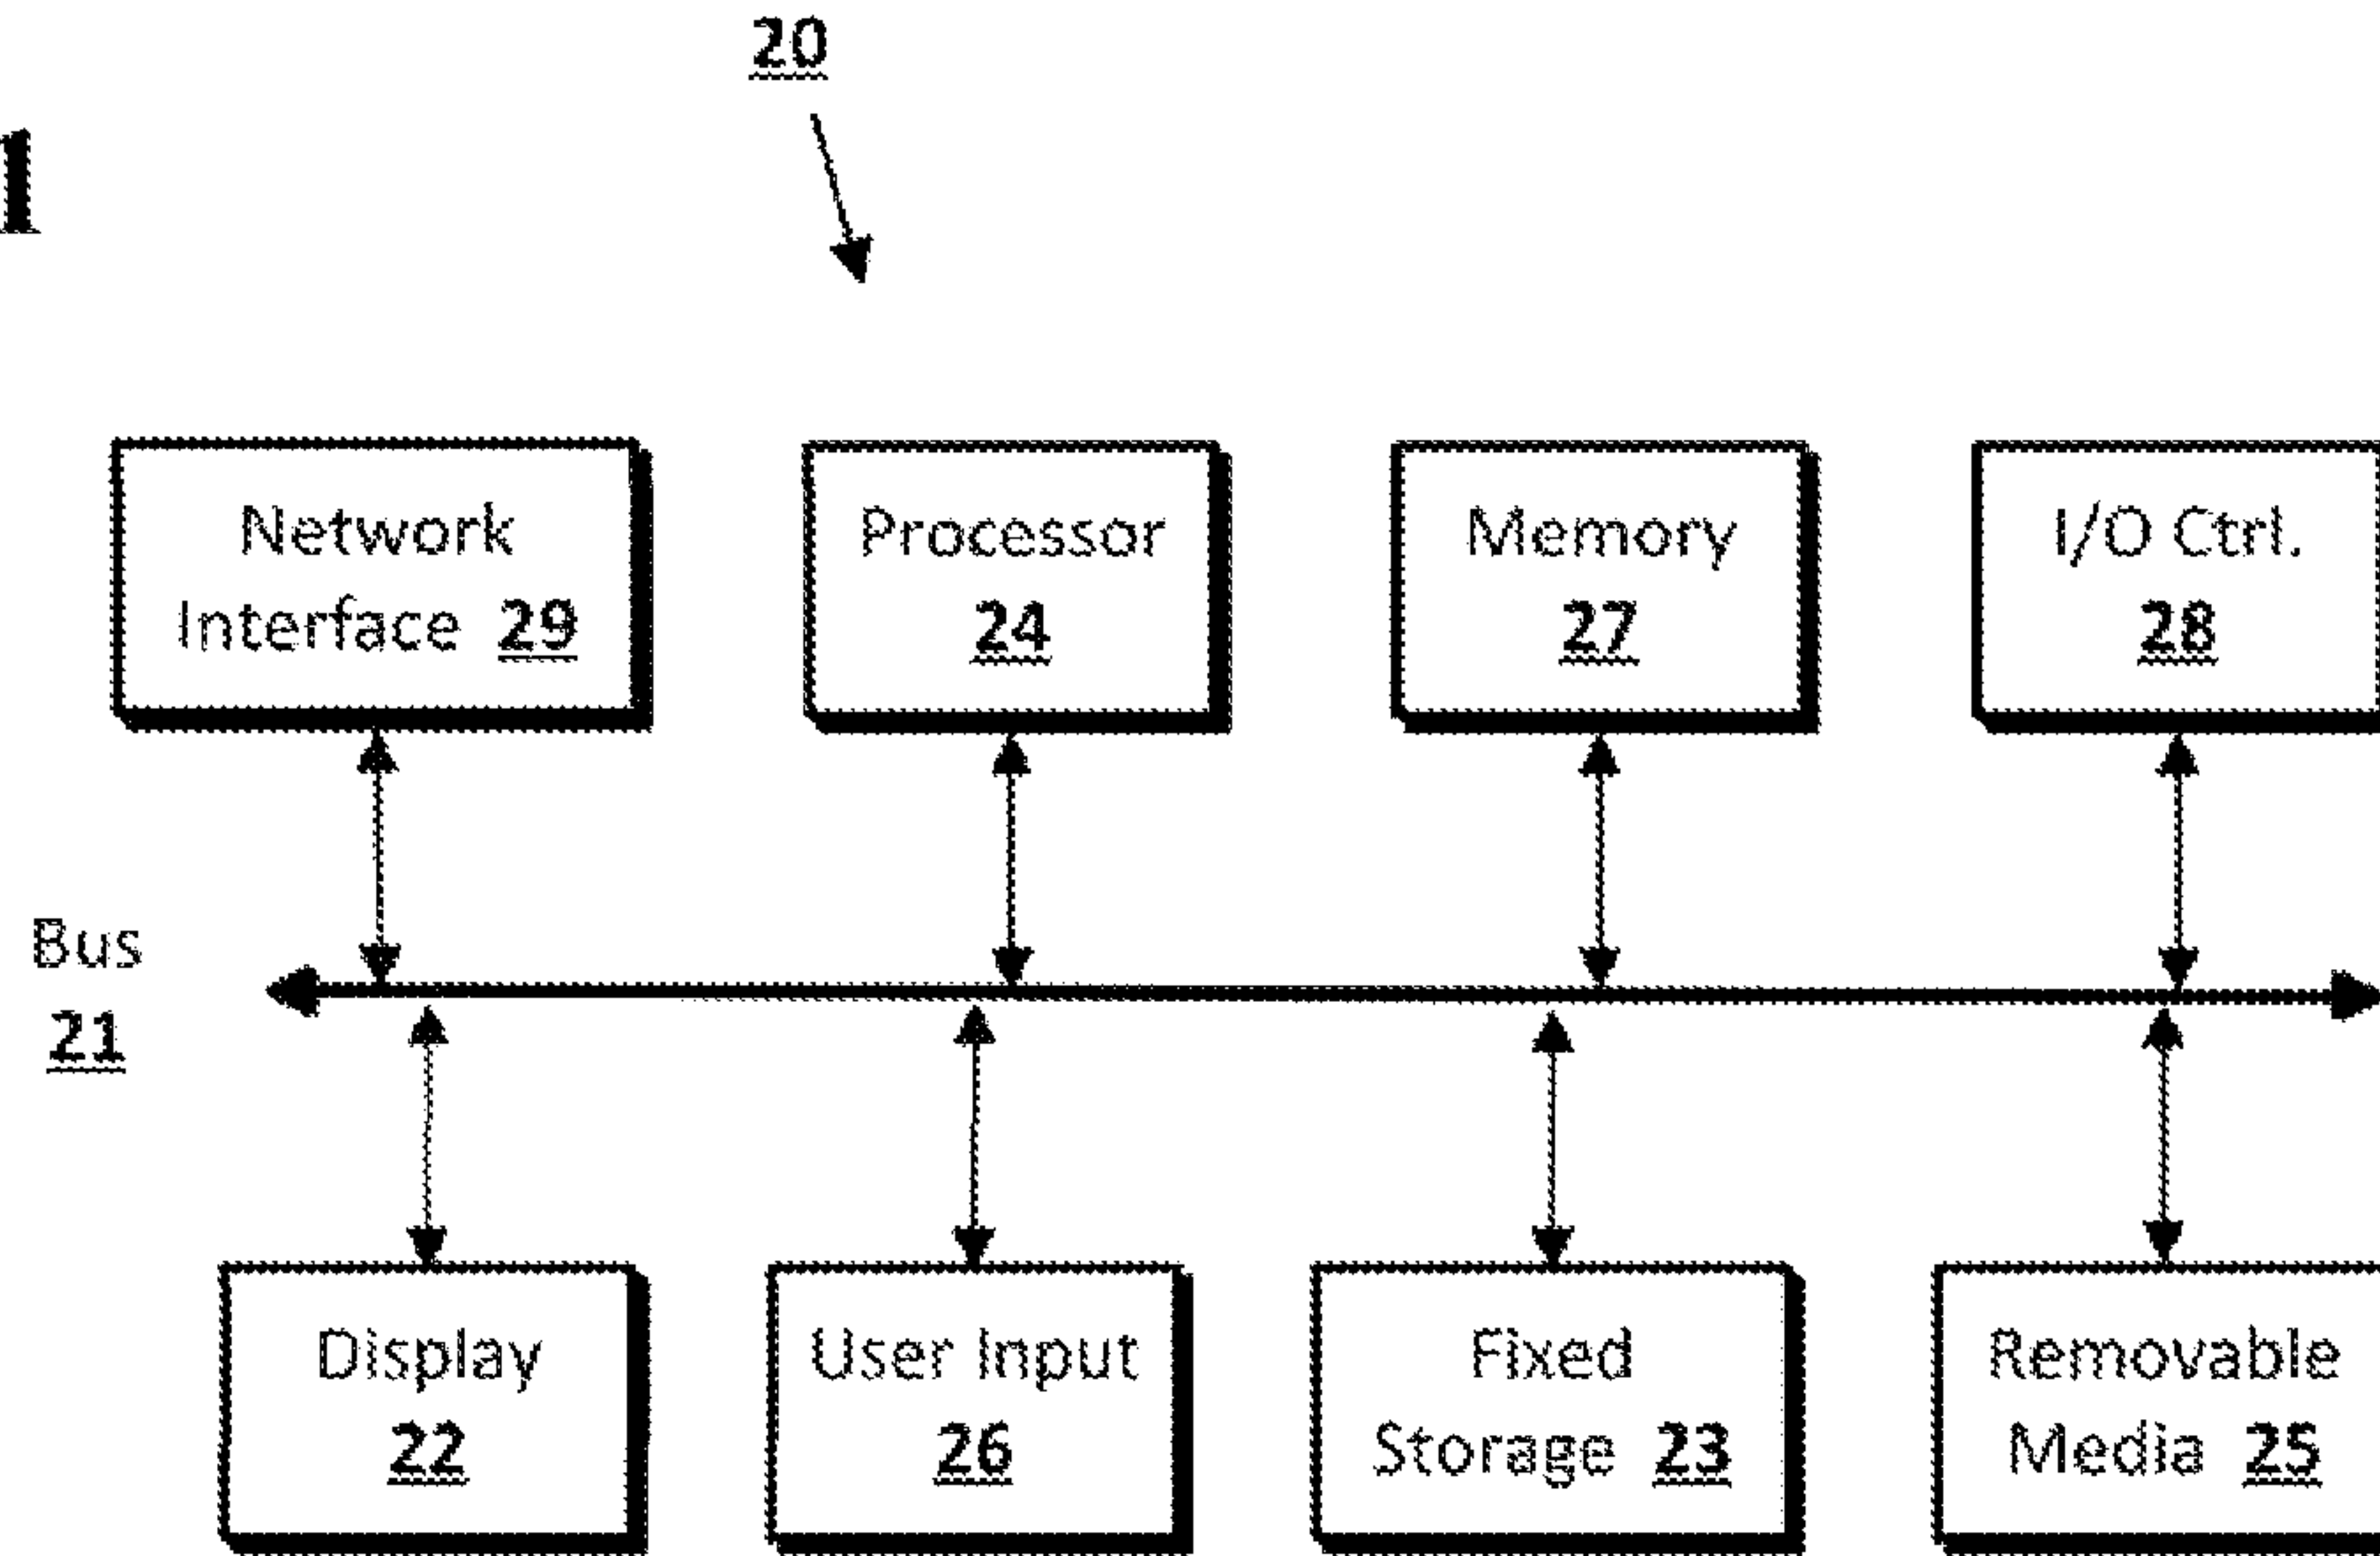 20
1
Network
Interface 29
Processor
24
Memory
27
I/O Ctrl.
28
Bus
21
Display
22
User Input
26
Fixed
Storage 23
Removable
Media 25